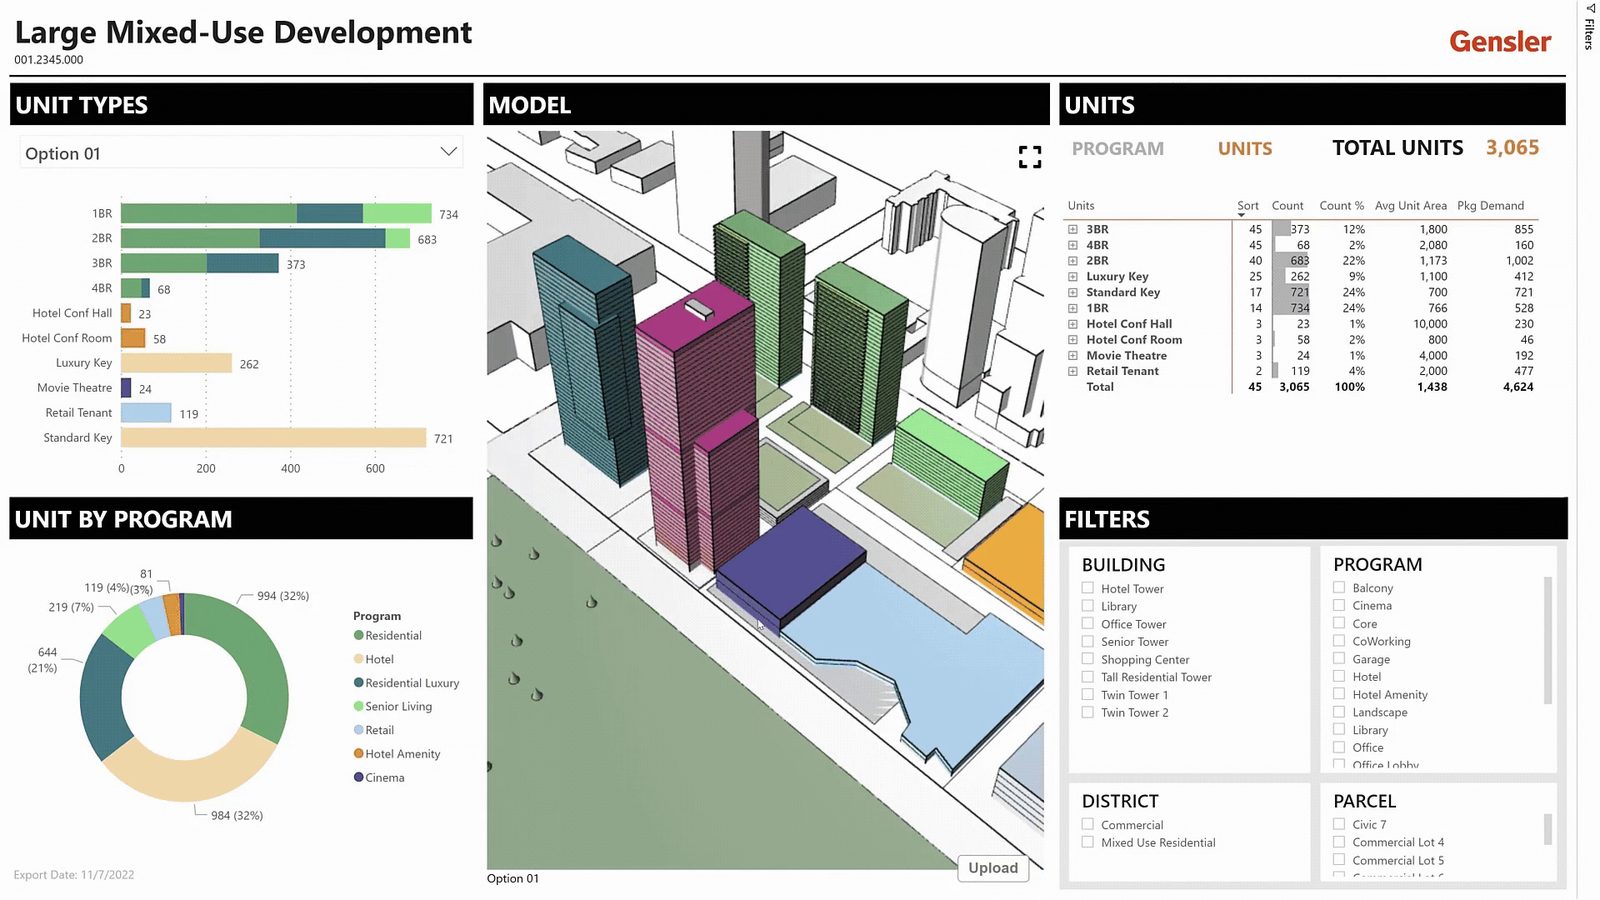 Large Mixed-Use Development
001.2345.000
Gensler
Filters
UNIT TYPES
Option 01
1BR 734
2BR 683
3BR 373
4BR 68
Hotel Conf Hall 23
Hotel Conf Room 58
Luxury Key 262
Movie Theatre 24
Retail Tenant 119
Standard Key 721
0 200 400 600
UNIT BY PROGRAM
81
(3%)
119 (4%)
219 (7%)
644
(21%)
994 (32%)
984 (32%)
Program
Residential
Hotel
Residential Luxury
Senior Living
Retail
Hotel Amenity
Cinema
Export Date: 11/7/2022
MODEL
Upload
Option 01
UNITS
PROGRAM UNITS TOTAL UNITS 3,065
Units Sort Count Count % Avg Unit Area Pkg Demand
3BR 45 373 12% 1,800 855
4BR 45 68 2% 2,080 160
2BR 40 683 22% 1,173 1,002
Luxury Key 25 262 9% 1,100 412
Standard Key 17 721 24% 700 721
1BR 14 734 24% 766 528
Hotel Conf Hall 3 23 1% 10,000 230
Hotel Conf Room 3 58 2% 800 46
Movie Theatre 3 24 1% 4,000 192
Retail Tenant 2 119 4% 2,000 477
Total 45 3,065 100% 1,438 4,624
FILTERS
BUILDING
Hotel Tower
Library
Office Tower
Senior Tower
Shopping Center
Tall Residential Tower
Twin Tower 1
Twin Tower 2
PROGRAM
Balcony
Cinema
Core
CoWorking
Garage
Hotel
Hotel Amenity
Landscape
Library
Office
Office Lobby
DISTRICT
Commercial
Mixed Use Residential
PARCEL
Civic 7
Commercial Lot 4
Commercial Lot 5
Commercial Lot 6